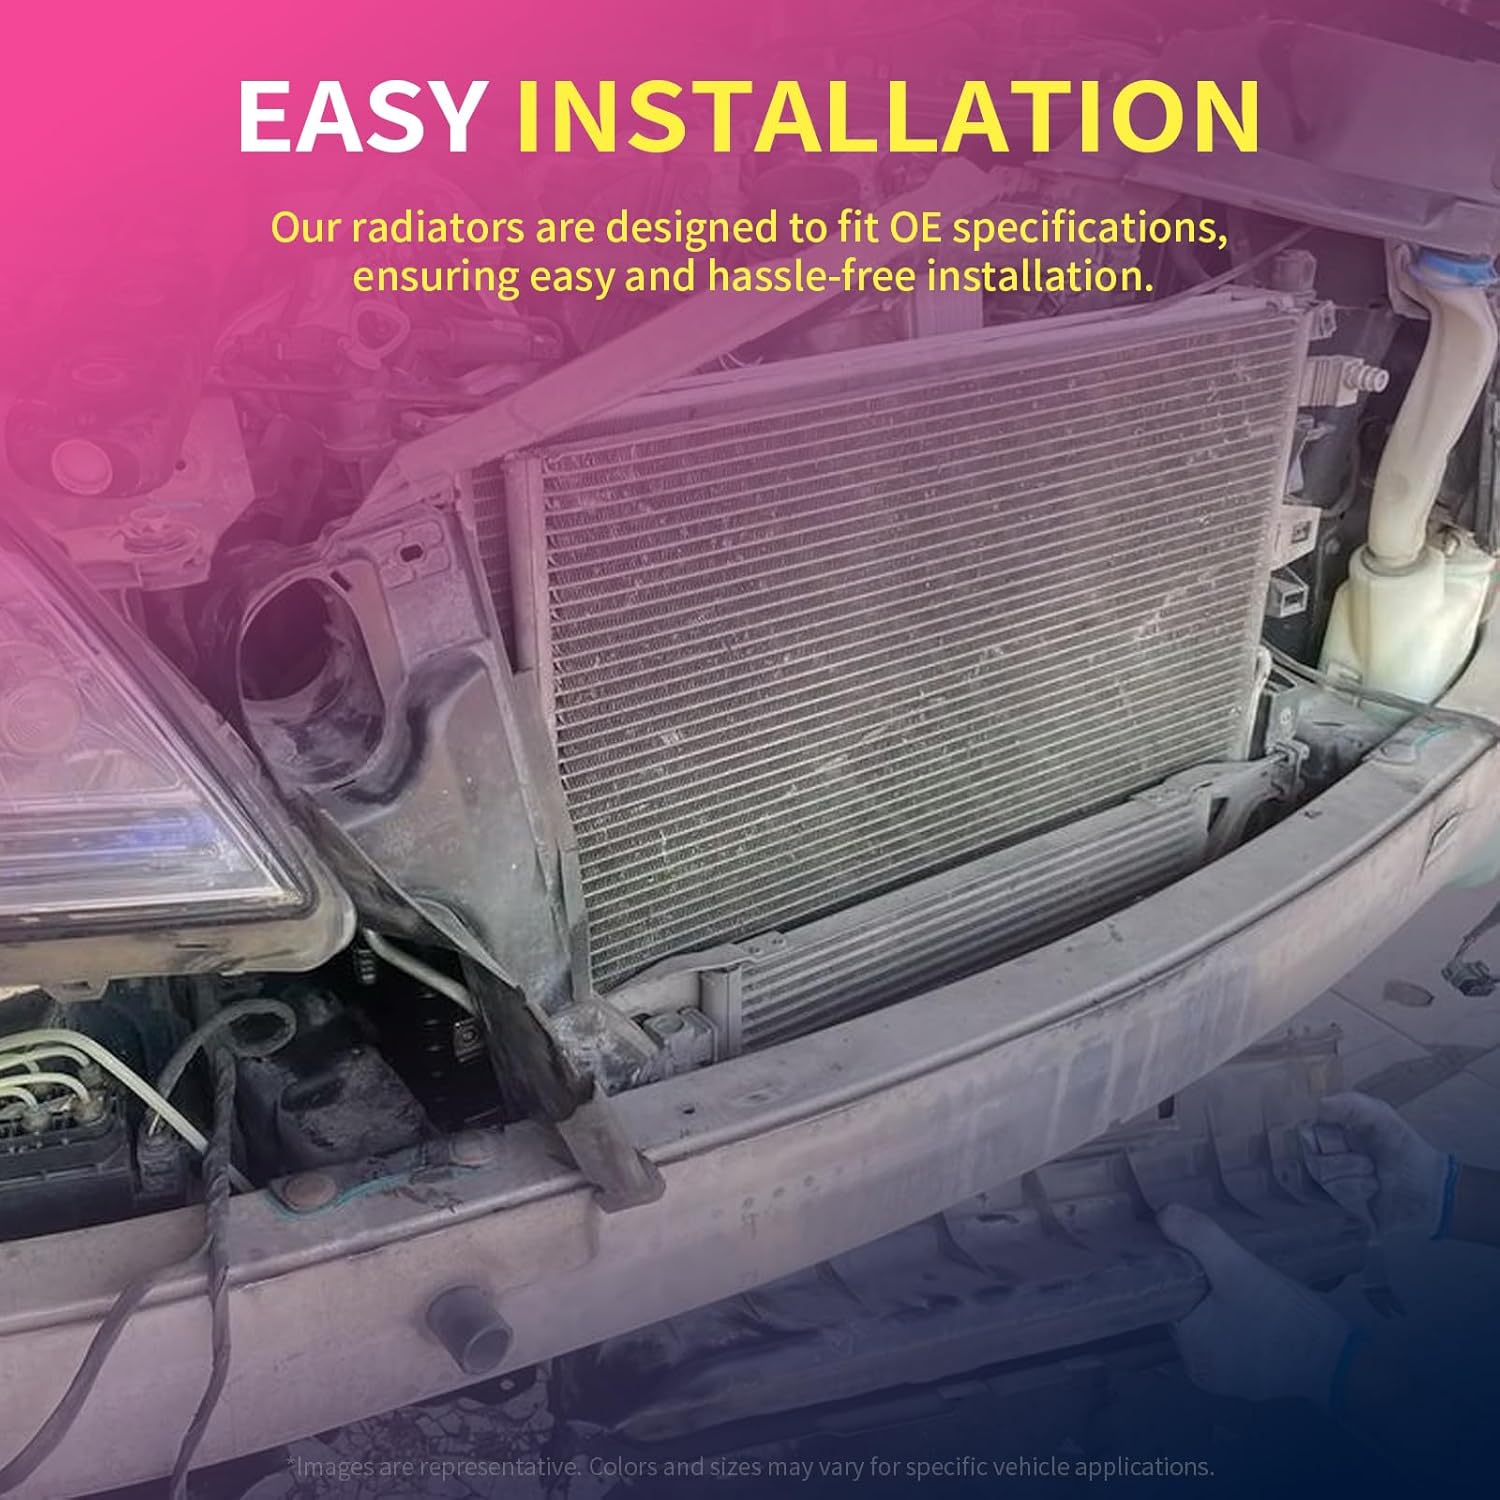 EASY INSTALLATION
Our radiators are designed to fit OE specifications,
ensuring easy and hassle-free installation.
*Images are representative. Colors and sizes may vary for specific vehicle applications.